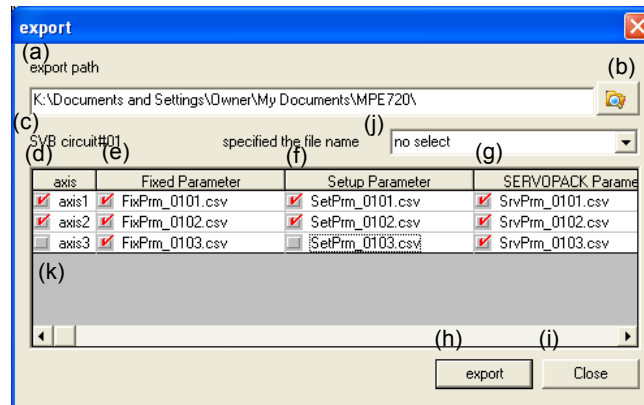 export
(a)
export path
(b)
K:\Documents and Settings\Owner\My Documents\MPE720\
(c)
SVB circuit#01 specified the file name (j) no select
(d) (e) (f) (g)
axis Fixed Parameter Setup Parameter SERVOPACK Parame
axis1 FixPrm_0101.csv SetPrm_0101.csv SrvPrm_0101.csv
axis2 FixPrm_0102.csv SetPrm_0102.csv SrvPrm_0102.csv
axis3 FixPrm_0103.csv SetPrm_0103.csv SrvPrm_0103.csv
(k)
(h) (i)
export Close